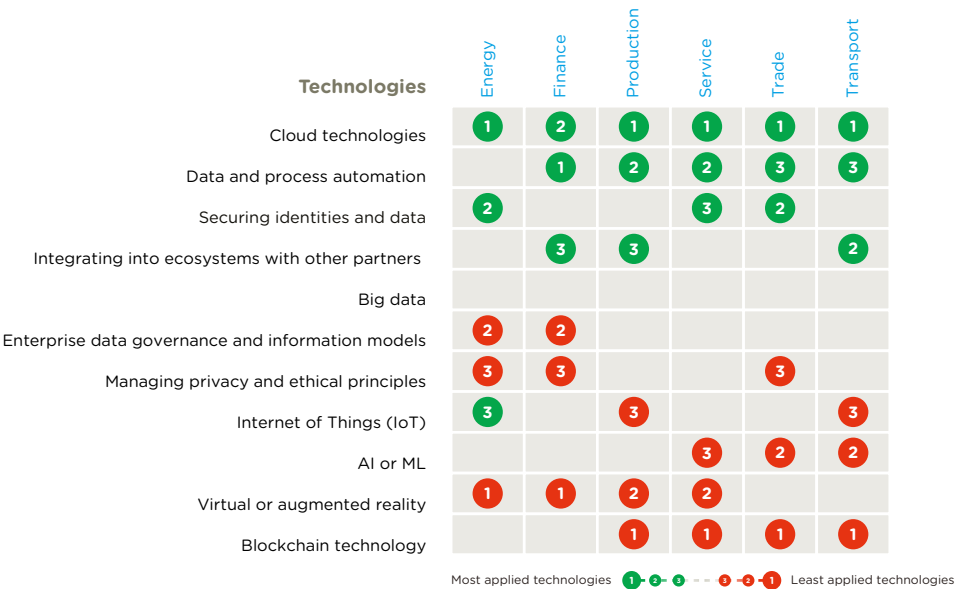 Technologies Energy Finance Production Service Trade Transport
Cloud technologies 1 2 1 1 1 1
Data and process automation 1 2 2 3 3
Securing identities and data 2 3 2
Integrating into ecosystems with other partners 3 3 2
Big data
Enterprise data governance and information models 2 2
Managing privacy and ethical principles 3 3 3
Internet of Things (IoT) 3 3 3
AI or ML 3 2 2
Virtual or augmented reality 1 1 2 2
Blockchain technology 1 1 1 1
Most applied technologies 1 2 3 3 2 1 Least applied technologies